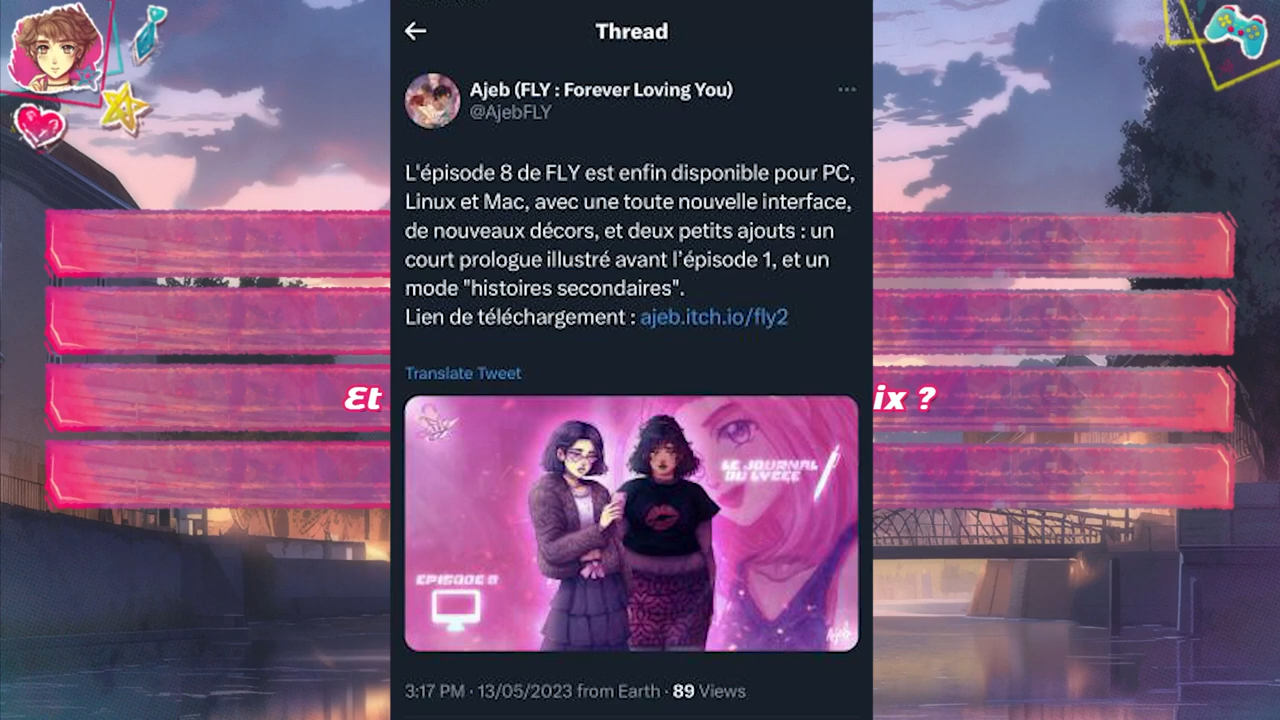 Thread
Ajeb (FLY : Forever Loving You)
@AjebFLY
L'épisode 8 de FLY est enfin disponible pour PC,
Linux et Mac, avec une toute nouvelle interface,
de nouveaux décors, et deux petits ajouts : un
court prologue illustré avant l'épisode 1, et un
mode "histoires secondaires".
Lien de téléchargement : ajeb.itch.io/fly2
Translate Tweet
Et
ix ?
LE JOURNAL
DU LYCEE
EPISODE 8
3:17 PM · 13/05/2023 from Earth · 89 Views